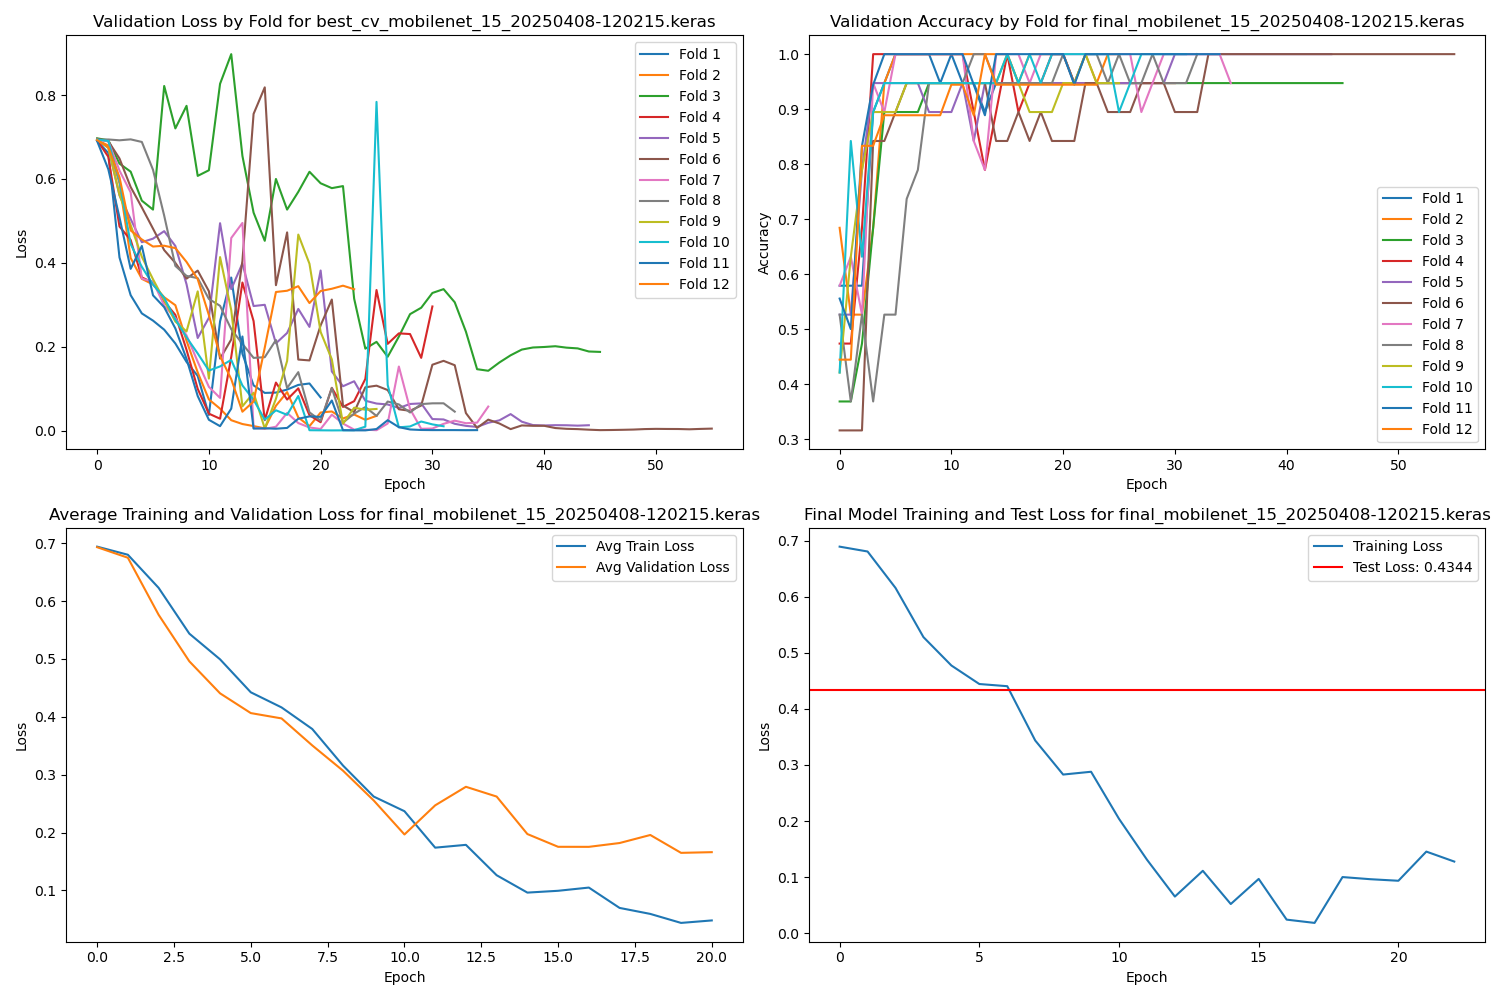 Validation Loss by Fold for best_cv_mobilenet_15_20250408-120215.keras
Loss
0.8
0.6
0.4
0.2
0.0
0 10 20 30 40 50
Epoch
Fold 1
Fold 2
Fold 3
Fold 4
Fold 5
Fold 6
Fold 7
Fold 8
Fold 9
Fold 10
Fold 11
Fold 12
Validation Accuracy by Fold for final_mobilenet_15_20250408-120215.keras
Accuracy
1.0
0.9
0.8
0.7
0.6
0.5
0.4
0.3
0 10 20 30 40 50
Epoch
Fold 1
Fold 2
Fold 3
Fold 4
Fold 5
Fold 6
Fold 7
Fold 8
Fold 9
Fold 10
Fold 11
Fold 12
Average Training and Validation Loss for final_mobilenet_15_20250408-120215.keras
Loss
0.7
0.6
0.5
0.4
0.3
0.2
0.1
0.0 2.5 5.0 7.5 10.0 12.5 15.0 17.5 20.0
Epoch
Avg Train Loss
Avg Validation Loss
Final Model Training and Test Loss for final_mobilenet_15_20250408-120215.keras
Loss
0.7
0.6
0.5
0.4
0.3
0.2
0.1
0.0
0 5 10 15 20
Epoch
Training Loss
Test Loss: 0.4344